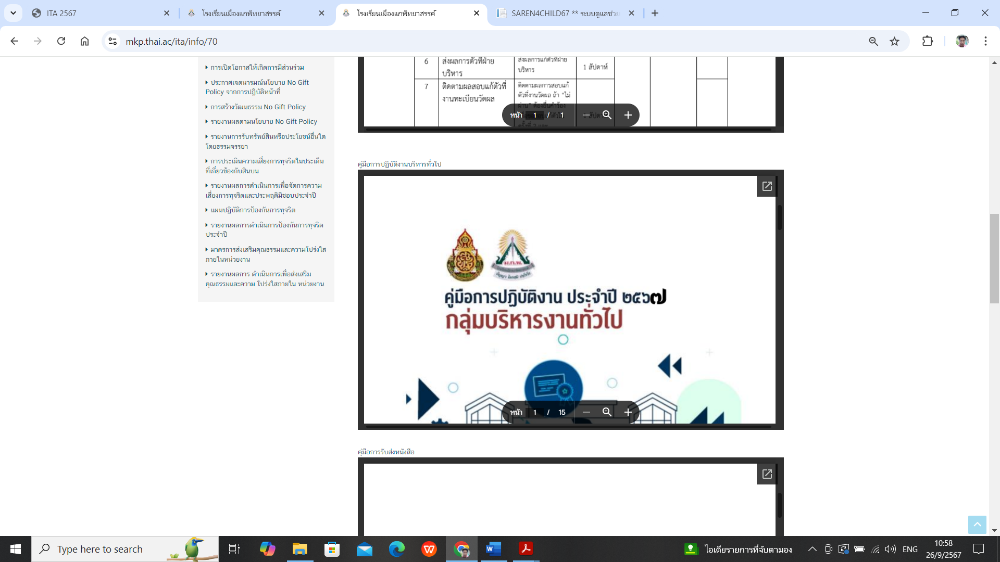 ITA 2567
โรงเรียนเมืองแกพิทยาสรรค์
โรงเรียนเมืองแกพิทยาสรรค์
SAREN4CHILD67 ** ระบบดูแลช่วย
mkp.thai.ac/ita/info/70
การเปิดโอกาสให้เกิดการมีส่วนร่วม
ประกาศเจตนารมณ์นโยบาย No Gift
Policy จากการปฏิบัติหน้าที่
การสร้างวัฒนธรรม No Gift Policy
รายงานผลตามนโยบาย No Gift Policy
รายงานการรับทรัพย์สินหรือประโยชน์อื่นใด
โดยธรรมจรรยา
การประเมินความเสี่ยงการทุจริตในประเด็น
ที่เกี่ยวข้องกับสินบน
รายงานผลการดำเนินการเพื่อจัดการความ
เสี่ยงการทุจริตและประพฤติมิชอบประจำปี
แผนปฏิบัติการป้องกันการทุจริต
รายงานผลการดำเนินการป้องกันการทุจริต
ประจำปี
มาตรการส่งเสริมคุณธรรมและความโปร่งใส
ภายในหน่วยงาน
รายงานผลการ ดำเนินการเพื่อส่งเสริม
คุณธรรมและความ โปร่งใสภายใน หน่วยงาน
6 ส่งผลการตัวที่ฝ่าย
บริหาร
ส่งผลการแก้ตัวที่ฝ่าย
บริหาร
1 สัปดาห์
7 ติดตามผลสอบแก้ตัวที่
งานทะเบียนวัดผล
ติดตามผลการสอบแก้
ตัวที่งานวัดผล ถ้า "ไม่
ผ่าน" ต้องยื่นคำร้อง
หน้า 1 / 1
คู่มือการปฏิบัติงานบริหารทั่วไป
ม.ก.พ.
คู่มือการปฏิบัติงาน ประจำปี ๒๕๖๗
กลุ่มบริหารงานทั่วไป
หน้า 1 / 15
คู่มือการรับส่งหนังสือ
Type here to search
ไอเดียรายการที่จับตามอง
ENG
10:58
26/9/2567